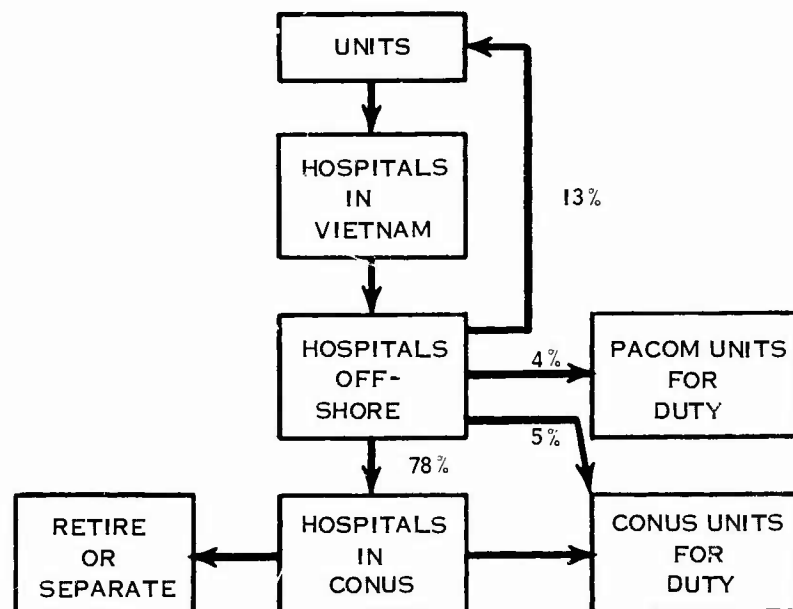 UNITS
HOSPITALS
IN
VIETNAM
13%
HOSPITALS
OFF-
SHORE
4%
PACOM UNITS
FOR
DUTY
5%
78%
RETIRE
OR
SEPARATE
HOSPITALS
IN
CONUS
CONUS UNITS
FOR
DUTY